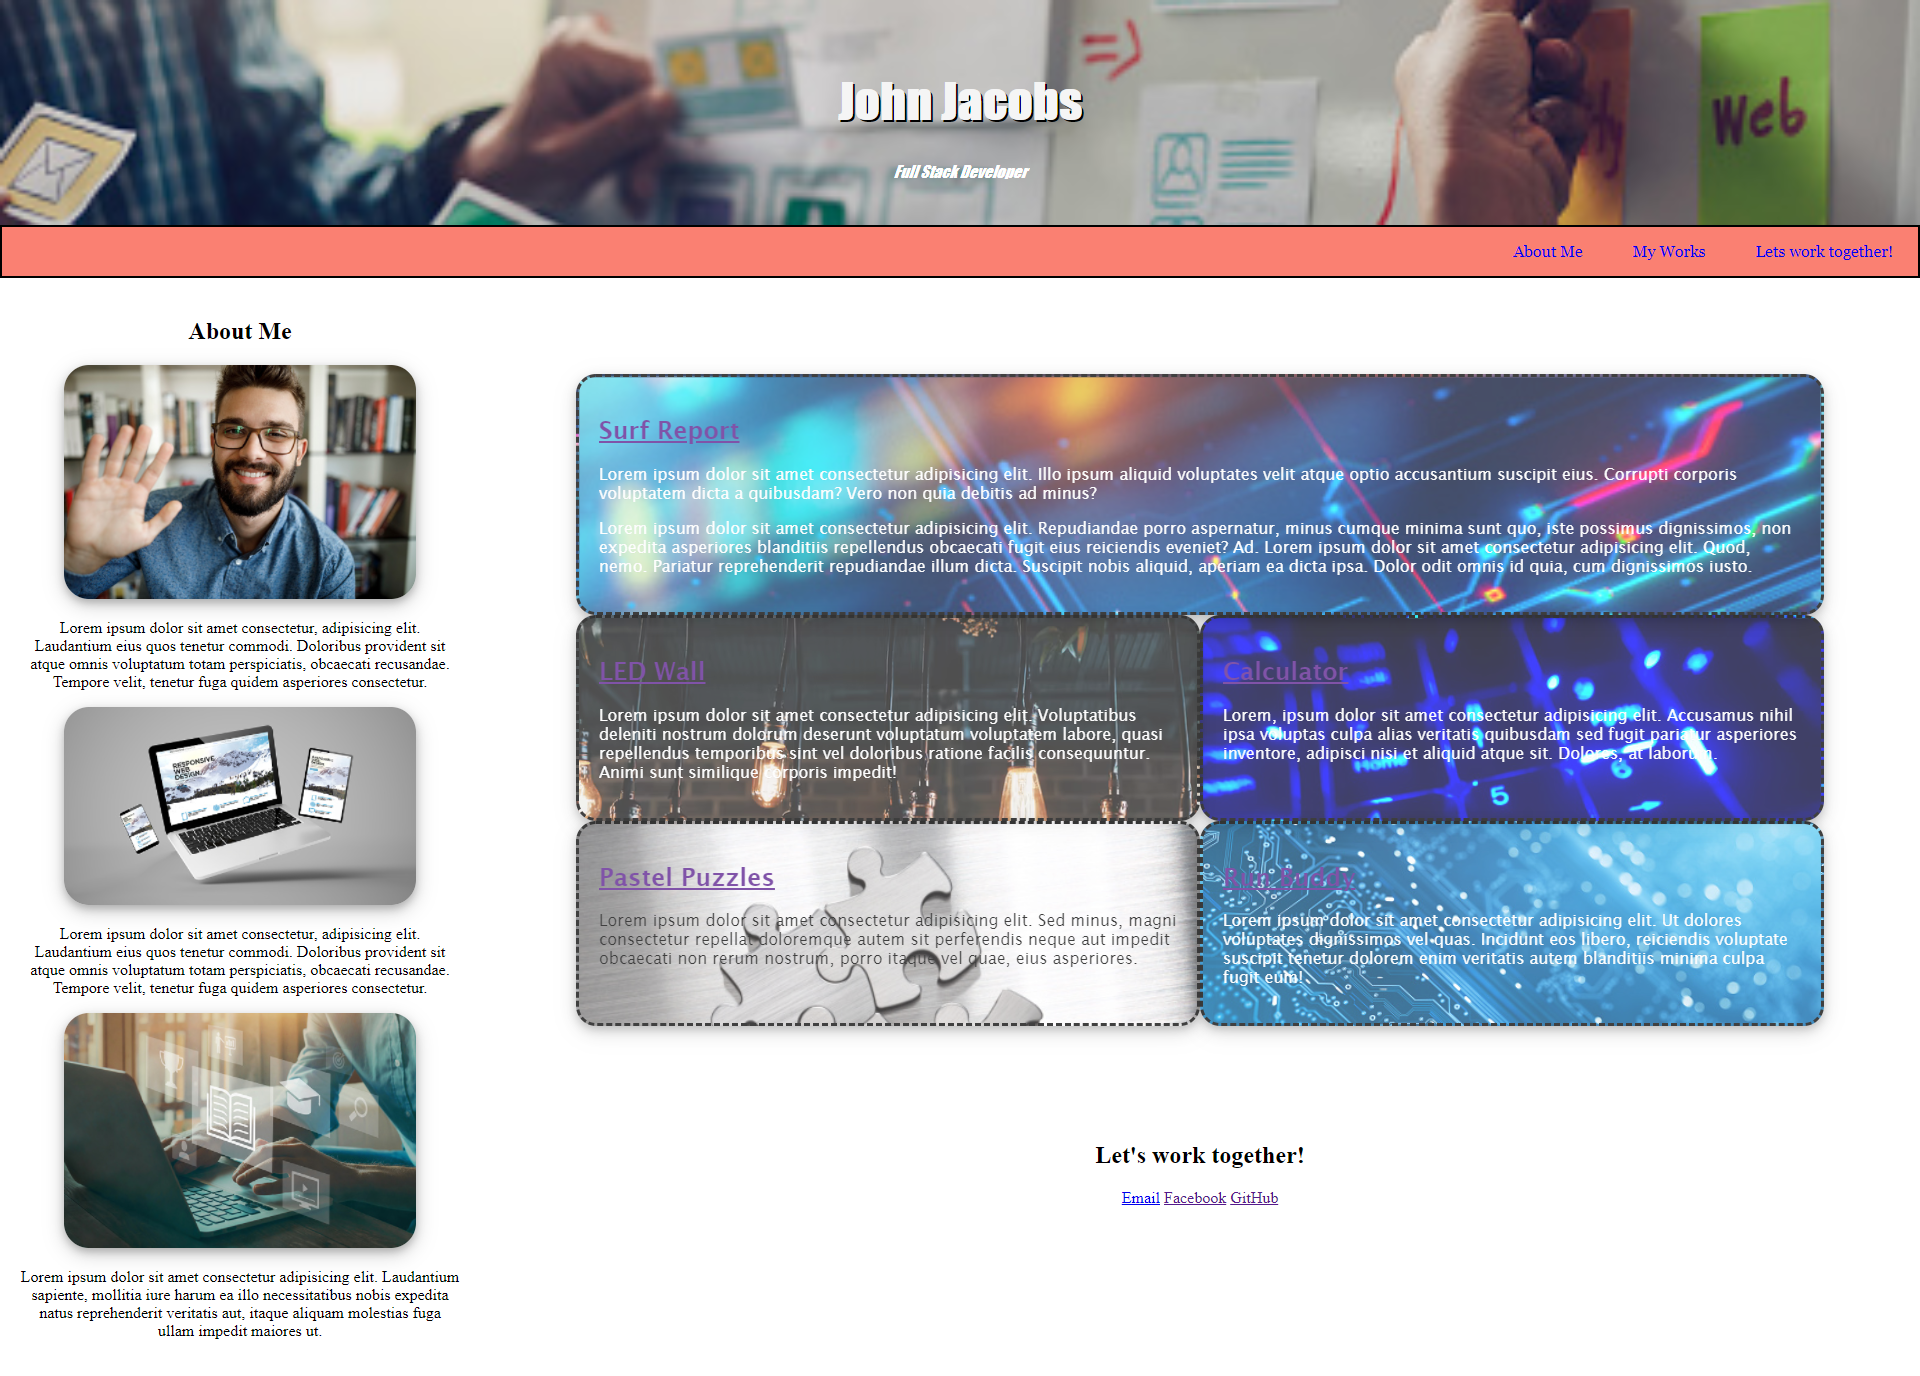 John Jacobs
Full Stack Developer
Web
About Me
My Works
Lets work together!
About Me
Lorem ipsum dolor sit amet consectetur, adipisicing elit.
Laudantium eius quos tenetur commodi. Doloribus provident sit
atque omnis voluptatum totam perspiciatis, obcaecati recusandae.
Tempore velit, tenetur fuga quidem asperiores consectetur.
RESPONSIVE
WEB
DESIGN
Lorem ipsum dolor sit amet consectetur, adipisicing elit.
Laudantium eius quos tenetur commodi. Doloribus provident sit
atque omnis voluptatum totam perspiciatis, obcaecati recusandae.
Tempore velit, tenetur fuga quidem asperiores consectetur.
Lorem ipsum dolor sit amet consectetur adipisicing elit. Laudantium
sapiente, mollitia iure harum ea illo necessitatibus nobis expedita
natus reprehenderit veritatis aut, itaque aliquam molestias fuga
ullam impedit maiores ut.
Surf Report
Lorem ipsum dolor sit amet consectetur adipisicing elit. Illo ipsum aliquid voluptates velit atque optio accusantium suscipit eius. Corrupti corporis
voluptatem dicta a quibusdam? Vero non quia debitis ad minus?
Lorem ipsum dolor sit amet consectetur adipisicing elit. Repudiandae porro aspernatur, minus cumque minima sunt quo, iste possimus dignissimos, non
expedita asperiores blanditiis repellendus obcaecati fugit eius reiciendis eveniet? Ad. Lorem ipsum dolor sit amet consectetur adipisicing elit. Quod,
nemo. Pariatur reprehenderit repudiandae illum dicta. Suscipit nobis aliquid, aperiam ea dicta ipsa. Dolor odit omnis id quia, cum dignissimos iusto.
LED Wall
Lorem ipsum dolor sit amet consectetur adipisicing elit. Voluptatibus
deleniti nostrum dolorum deserunt voluptatum voluptatem labore, quasi
repellendus temporibus sint vel doloribus ratione facilis consequuntur.
Animi sunt similique corporis impedit!
Calculator
Lorem, ipsum dolor sit amet consectetur adipisicing elit. Accusamus nihil
ipsa voluptas culpa alias veritatis quibusdam sed fugit pariatur asperiores
inventore, adipisci nisi et aliquid atque sit. Dolores, at laborum.
Home
5
Pastel Puzzles
Lorem ipsum dolor sit amet consectetur adipisicing elit. Sed minus, magni
consectetur repellat doloremque autem sit perferendis neque aut impedit
obcaecati non rerum nostrum, porro itaque vel quae, eius asperiores.
Run Buddy
Lorem ipsum dolor sit amet consectetur adipisicing elit. Ut dolores
voluptates dignissimos vel quas. Incidunt eos libero, reiciendis voluptate
suscipit tenetur dolorem enim veritatis autem blanditiis minima culpa
fugit eum!
Let's work together!
Email Facebook GitHub